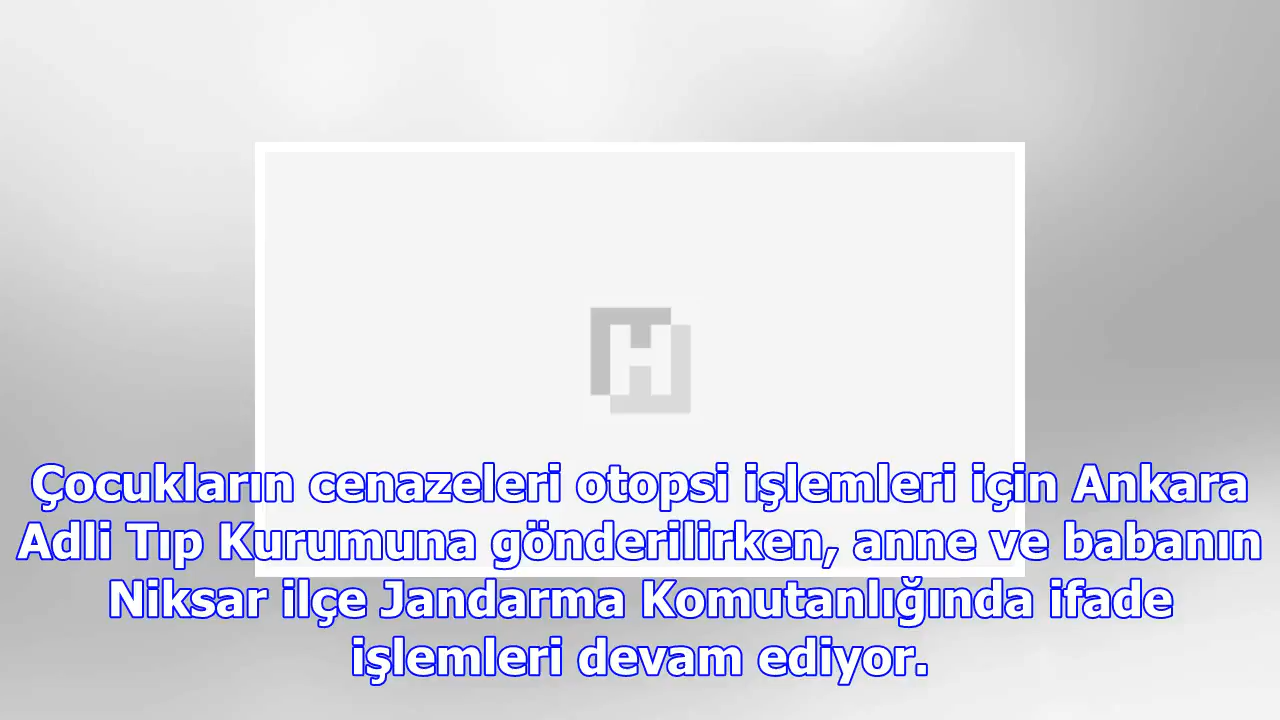 H
Çocukların cenazeleri otopsi işlemleri için Ankara
Adli Tıp Kurumuna gönderilirken, anne ve babanın
Niksar ilçe Jandarma Komutanlığında ifade
işlemleri devam ediyor.